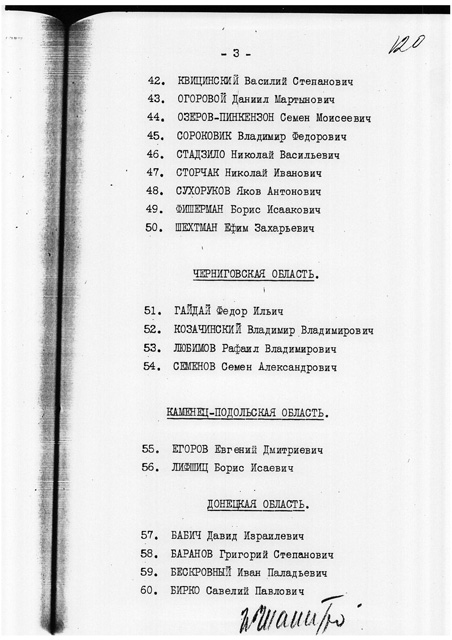 120
- 3 -
42. КВИЦИНСКИЙ Василий Степанович
43. ОГОРОВОЙ Даниил Мартынович
44. ОЗЕРОВ-ПИНКЕНЗОН Семен Моисеевич
45. СОРОКОВИК Владимир Федорович
46. СТАДЗИЛО Николай Васильевич
47. СТОРЧАК Николай Иванович
48. СУХОРУКОВ Яков Антонович
49. ФИШЕРМАН Борис Исаакович
50. ШЕХТМАН Ефим Захарьевич
ЧЕРНИГОВСКАЯ ОБЛАСТЬ.
51. ГАЙДАЙ Федор Ильич
52. КОЗАЧИНСКИЙ Владимир Владимирович
53. ЛЮБИМОВ Рафаил Владимирович
54. СЕМЕНОВ Семен Александрович
КАМЕНЕЦ-ПОДОЛЬСКАЯ ОБЛАСТЬ.
55. ЕГОРОВ Евгений Дмитриевич
56. ЛИФШИЦ Борис Исаевич
ДОНЕЦКАЯ ОБЛАСТЬ.
57. БАБИЧ Давид Израилевич
58. БАРАНОВ Григорий Степанович
59. БЕСКРОВНЫЙ Иван Паладьевич
60. БИРКО Савелий Павлович